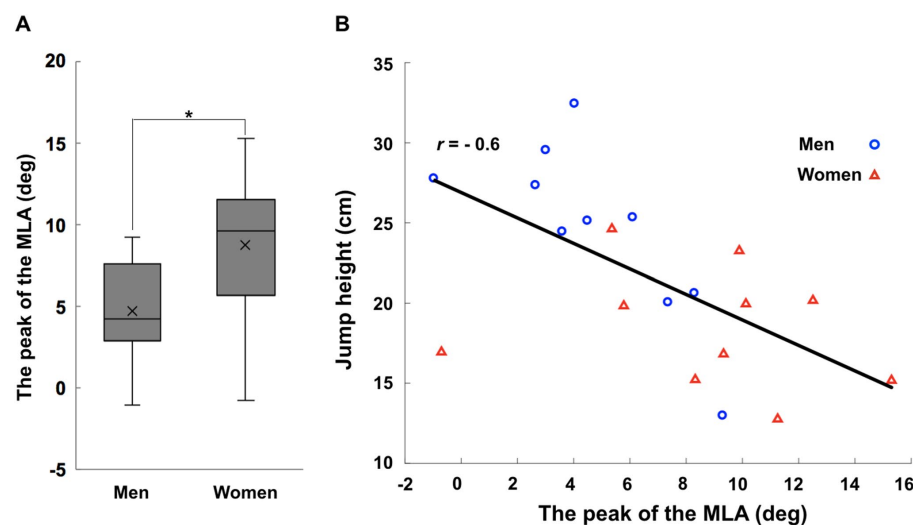 A
The peak of the MLA (deg)
20
15
10
5
0
-5
*
Men
Women
B
Jump height (cm)
35
30
25
20
15
10
r = - 0.6
Men
Women
-2 0 2 4 6 8 10 12 14 16
The peak of the MLA (deg)